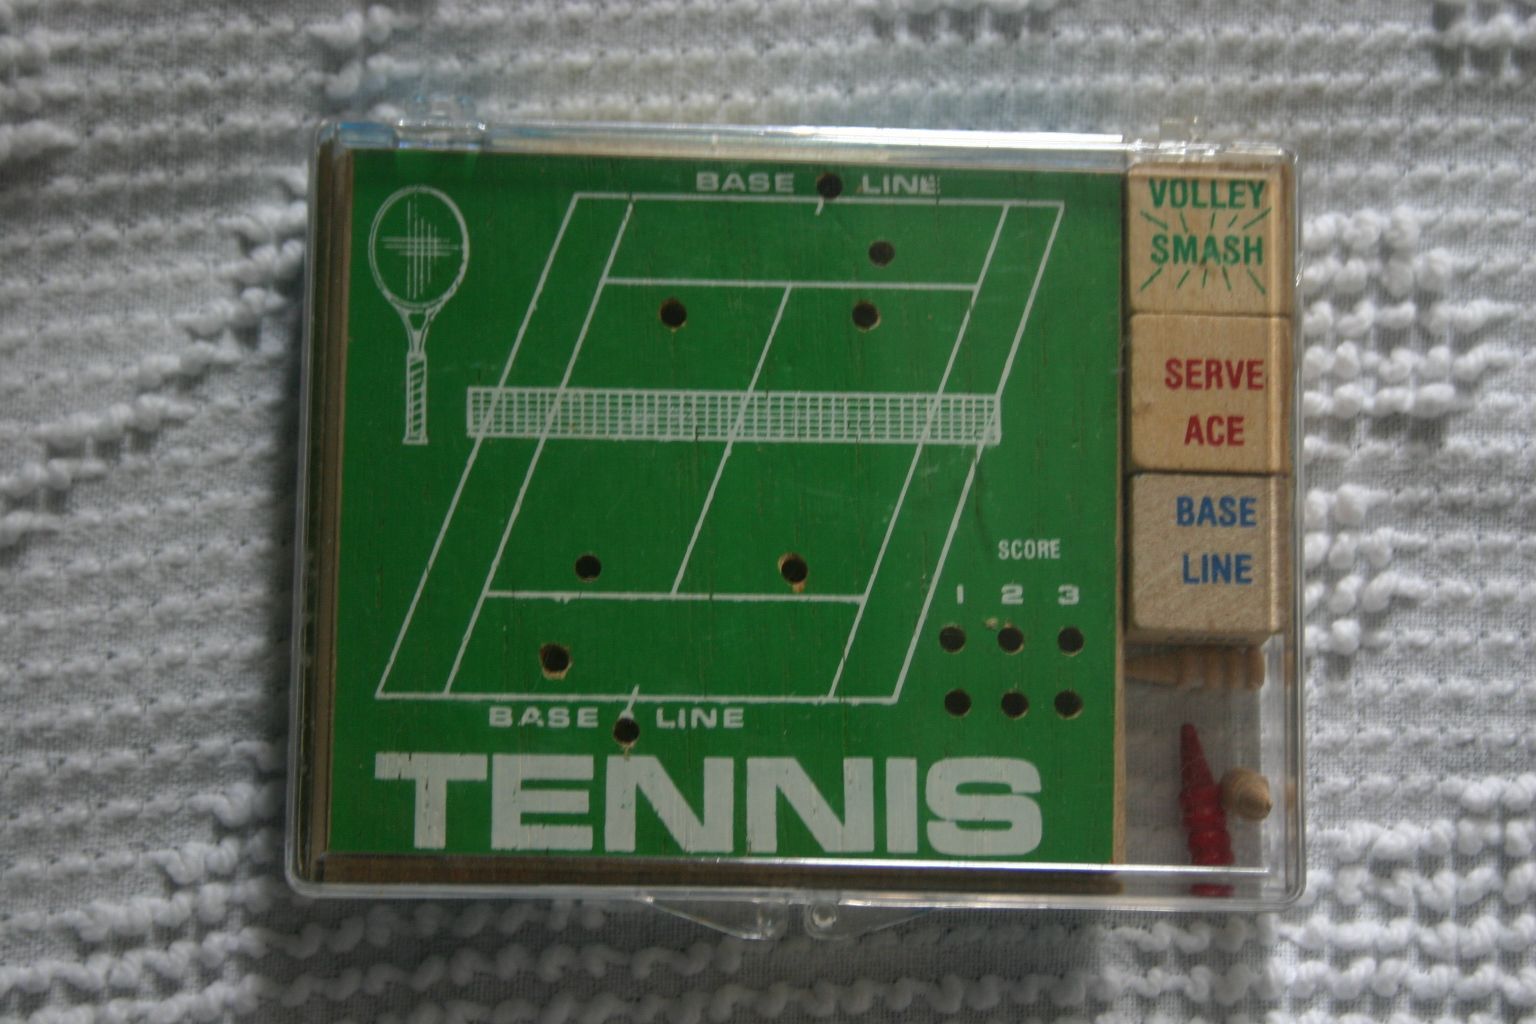 BASE LINE
VOLLEY
SMASH
SERVE
ACE
BASE
LINE
SCORE
1 2 3
BASE LINE
TENNIS